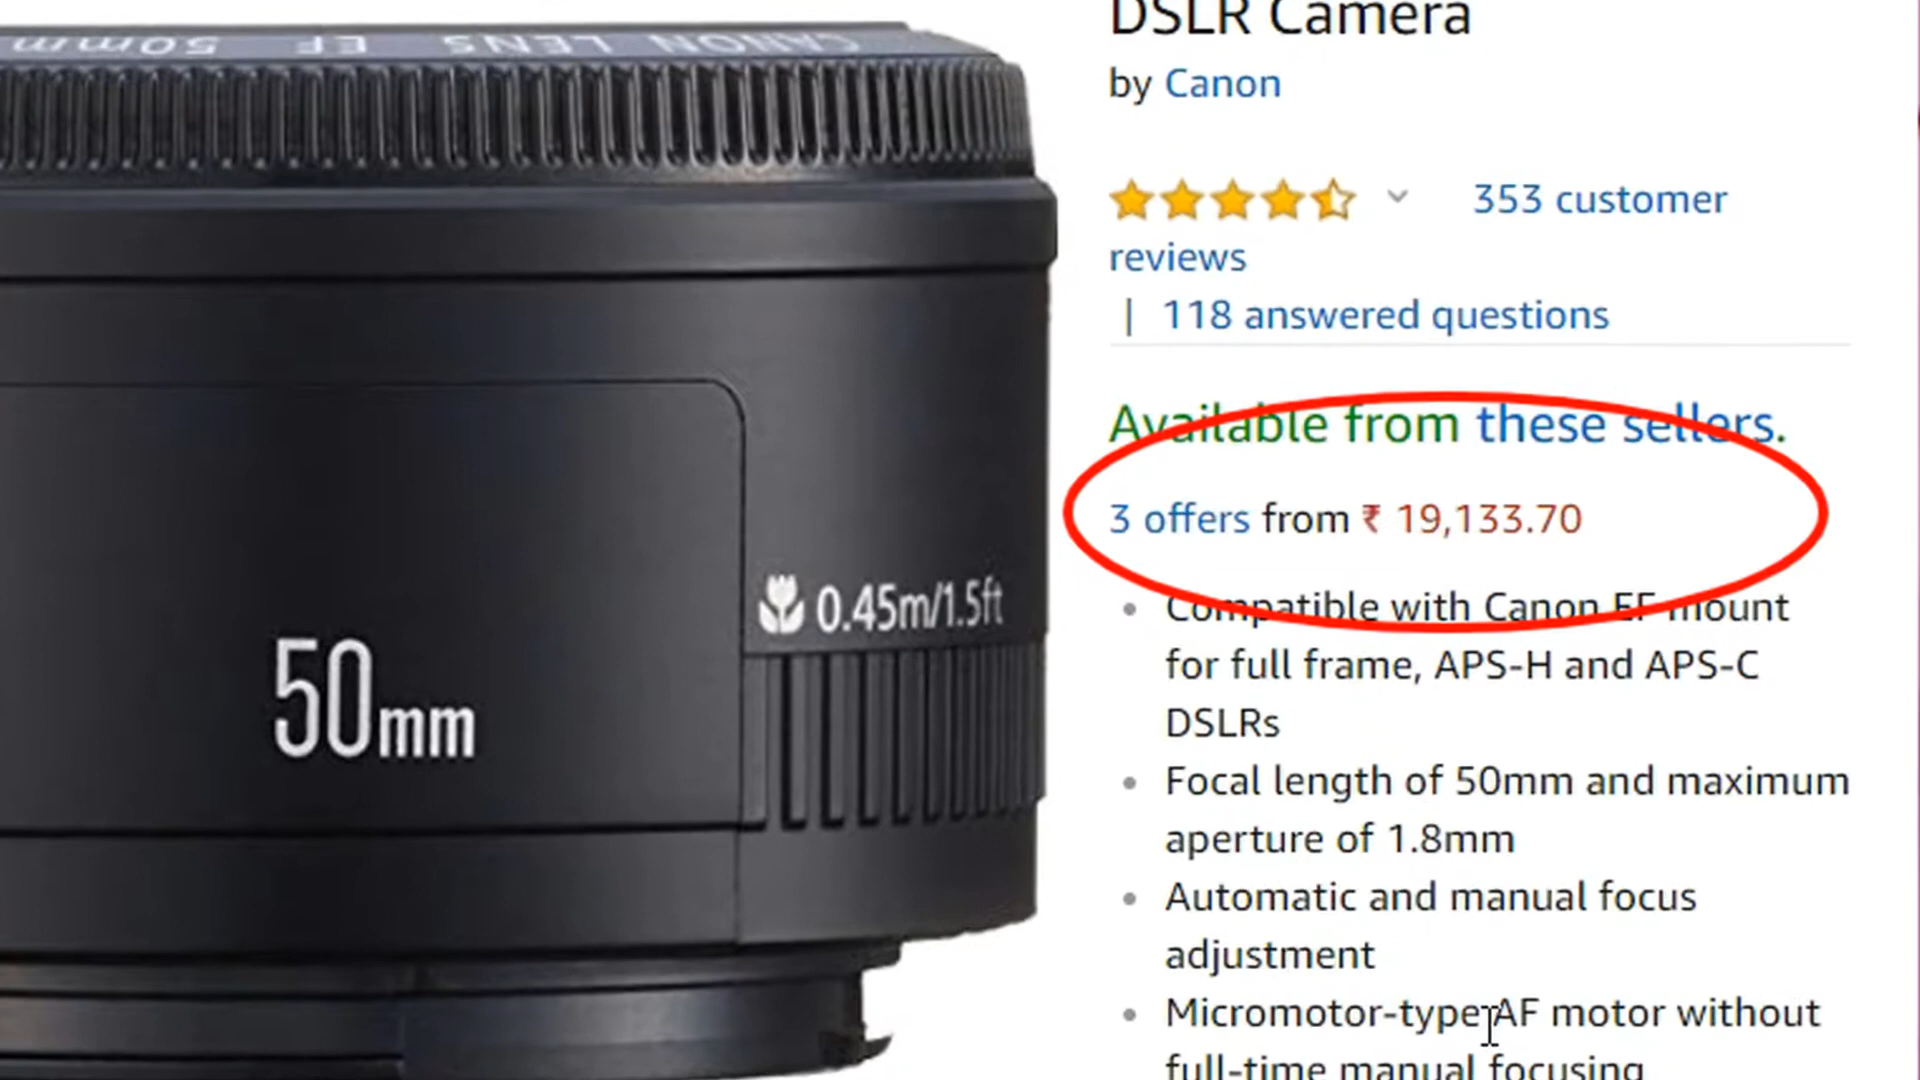 CANON LENS EF 50mm
50mm
0.45m/1.5ft
DSLR Camera
by Canon
353 customer
reviews
| 118 answered questions
Available from these sellers.
3 offers from ₹ 19,133.70
Compatible with Canon EF mount
for full frame, APS-H and APS-C
DSLRs
Focal length of 50mm and maximum
aperture of 1.8mm
Automatic and manual focus
adjustment
Micromotor-type AF motor without
full-time manual focusing